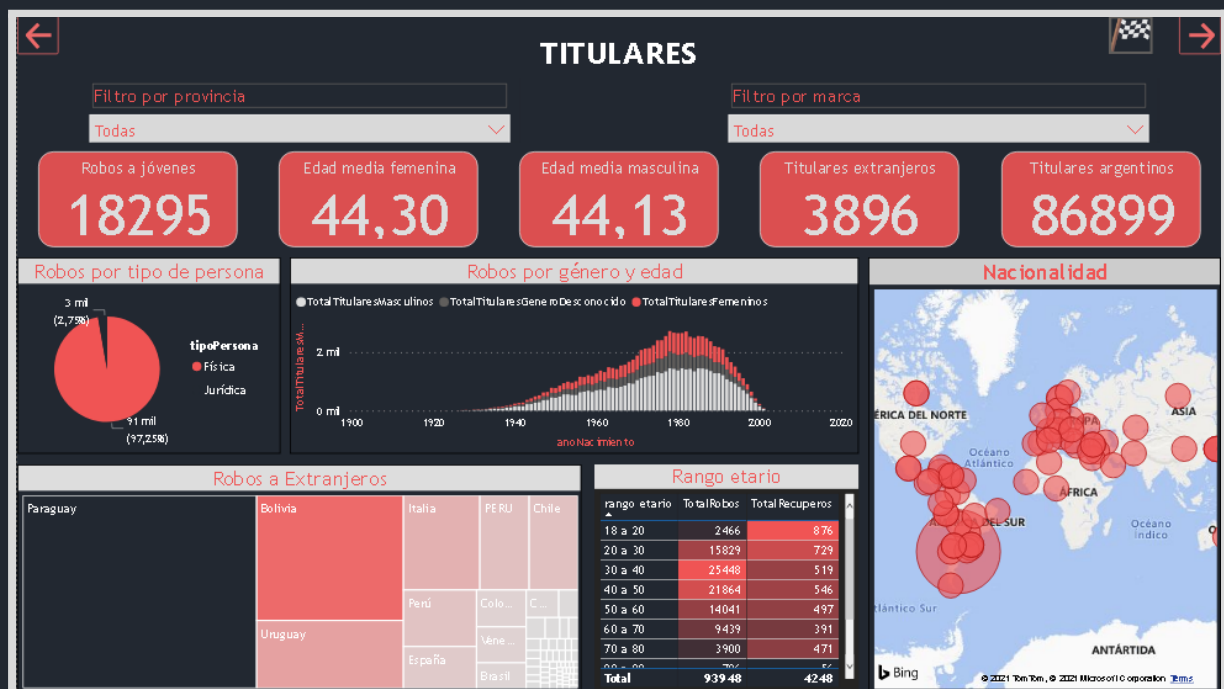 TITULARES
Filtro por provincia
Filtro por marca
Todas
Todas
Robos a jóvenes
18295
Edad media femenina
44,30
Edad media masculina
44,13
Titulares extranjeros
3896
Titulares argentinos
86899
Robos por tipo de persona
3 mil
(2,75%)
tipoPersona
Física
Jurídica
91 mil
(97,25%)
Robos por género y edad
TotalTitularesMasculinos TotalTitularesGeneroDesconocido TotalTitularesFemeninos
TotalTitularesM...
2 mil
0 mil
1900 1920 1940 1960 1980 2000 2020
anoNacimiento
Nacionalidad
ÉRICA DEL NORTE
ASIA
Océano
Atlántico
ÁFRICA
DEL SUR
Océano
Índico
tlántico Sur
ANTÁRTIDA
Bing
© 2021 TomTom, © 2021 Microsoft Corporation Terms
Robos a Extranjeros
Paraguay
Bolivia
Uruguay
Italia
PERU
Chile
Perú
Colo...
C...
Vene...
España
Brasil
Rango etario
rango etario TotalRobos TotalRecuperos
18 a 20 2466 876
20 a 30 15829 729
30 a 40 25448 519
40 a 50 21864 546
50 a 60 14041 497
60 a 70 9439 391
70 a 80 3900 471
Total 93948 4248